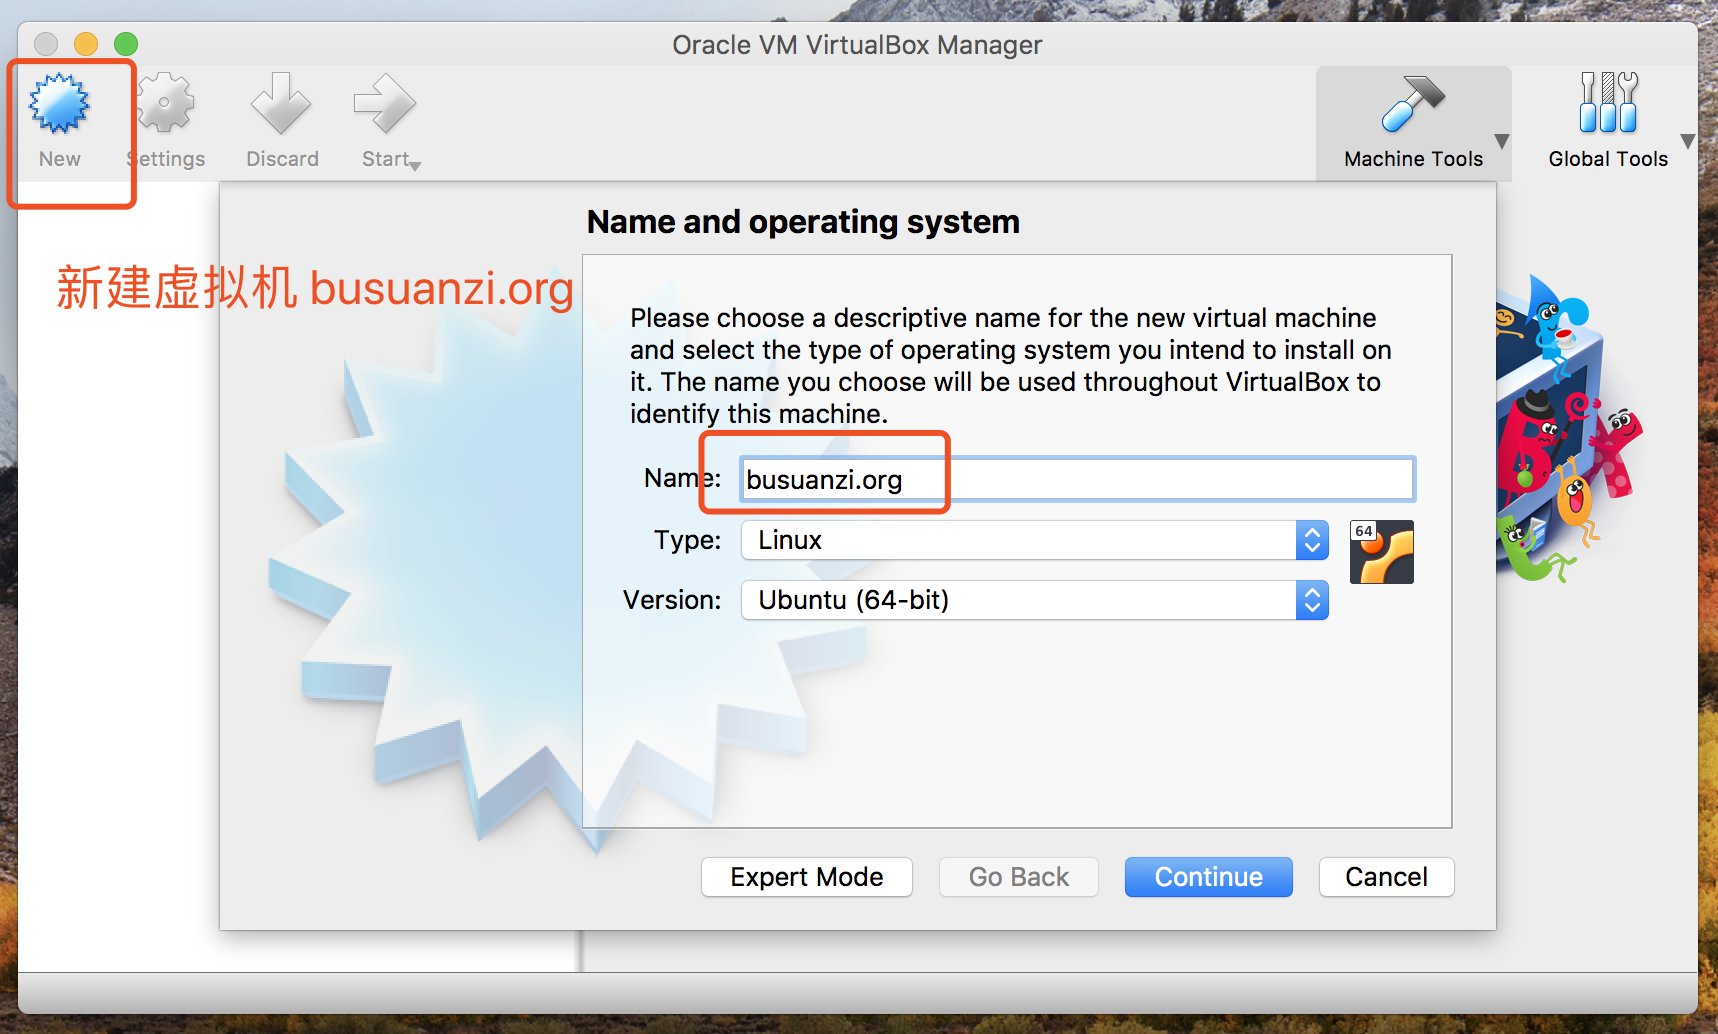 Oracle VM VirtualBox Manager
New
Settings
Discard
Start
Machine Tools
Global Tools
Name and operating system
新建虚拟机 busuanzi.org
Please choose a descriptive name for the new virtual machine
and select the type of operating system you intend to install on
it. The name you choose will be used throughout VirtualBox to
identify this machine.
Name: busuanzi.org
Type: Linux
64
Version: Ubuntu (64-bit)
Expert Mode
Go Back
Continue
Cancel